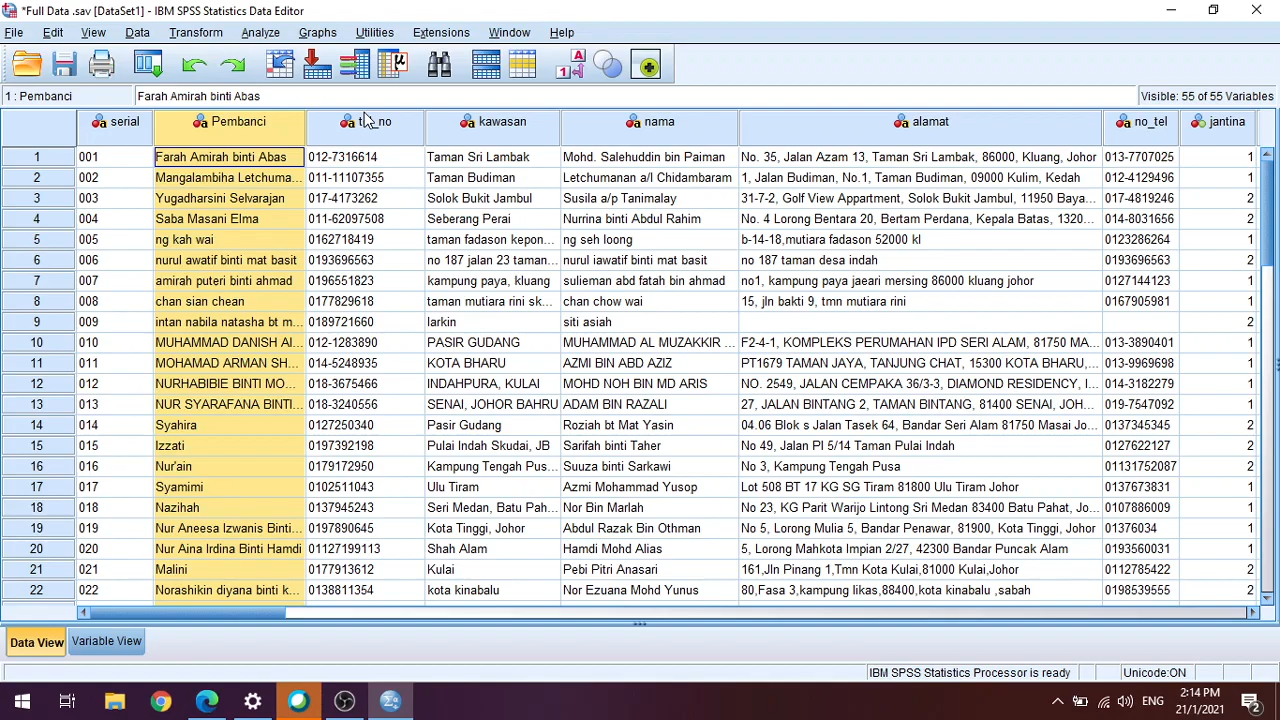 *Full Data .sav [DataSet1] - IBM SPSS Statistics Data Editor
File Edit View Data Transform Analyze Graphs Utilities Extensions Window Help
1 : Pembanci Farah Amirah binti Abas Visible: 55 of 55 Variables
serial Pembanci kawasan nama alamat no_tel jantina
1 001 Farah Amirah binti Abas 012-7316614 Taman Sri Lambak Mohd. Salehuddin bin Paiman No. 35, Jalan Azam 13, Taman Sri Lambak, 86000, Kluang, Johor 013-7707025 1
2 002 Mangalambiha Letchuma... 011-11107355 Taman Budiman Letchumanan a/l Chidambaram 1, Jalan Budiman, No.1, Taman Budiman, 09000 Kulim, Kedah 012-4129496 1
3 003 Yugadharsini Selvarajan 017-4173262 Solok Bukit Jambul Susila a/p Tanimalay 31-7-2, Golf View Appartment, Solok Bukit Jambul, 11950 Baya... 017-4819246 2
4 004 Saba Masani Elma 011-62097508 Seberang Perai Nurrina binti Abdul Rahim No. 4 Lorong Bentara 20, Bertam Perdana, Kepala Batas, 1320... 014-8031656 2
5 005 ng kah wai 0162718419 taman fadason kepon... ng seh loong b-14-18,mutiara fadason 52000 kl 0123286264 1
6 006 nurul awatif binti mat basit 0193696563 no 187 jalan 23 taman... nurul iawatif binti mat basit no 187 taman desa indah 0193696563 2
7 007 amirah puteri binti ahmad 0196551823 kampung paya, kluang sulieman abd fatah bin ahmad no1, kampung paya jaeari mersing 86000 kluang johor 0127144123 1
8 008 chan sian chean 0177829618 taman mutiara rini sk... chan chow wai 15, jln bakti 9, tmn mutiara rini 0167905981 1
9 009 intan nabila natasha bt m... 0189721660 larkin siti asiah 2
10 010 MUHAMMAD DANISH AI... 012-1283890 PASIR GUDANG MUHAMMAD AL MUZAKKIR ... F2-4-1, KOMPLEKS PERUMAHAN IPD SERI ALAM, 81750 MA... 013-3890401 1
11 011 MOHAMAD ARMAN SH... 014-5248935 KOTA BHARU AZMI BIN ABD AZIZ PT1679 TAMAN JAYA, TANJUNG CHAT, 15300 KOTA BHARU,... 013-9969698 1
12 012 NURHABIBIE BINTI MO... 018-3675466 INDAHPURA, KULAI MOHD NOH BIN MD ARIS NO. 2549, JALAN CEMPAKA 36/3-3, DIAMOND RESIDENCY, I... 014-3182279 1
13 013 NUR SYARAFANA BINTI... 018-3240556 SENAI, JOHOR BAHRU ADAM BIN RAZALI 27, JALAN BINTANG 2, TAMAN BINTANG, 81400 SENAI, JOH... 019-7547092 1
14 014 Syahira 0127250340 Pasir Gudang Roziah bt Mat Yasin 04.06 Blok s Jalan Tasek 64, Bandar Seri Alam 81750 Masai Jo... 0137345345 2
15 015 Izzati 0197392198 Pulai Indah Skudai, JB Sarifah binti Taher No 49, Jalan PI 5/14 Taman Pulai Indah 0127622127 2
16 016 Nur'ain 0179172950 Kampung Tengah Pus... Suuza binti Sarkawi No 3, Kampung Tengah Pusa 01131752087 2
17 017 Syamimi 0102511043 Ulu Tiram Azmi Mohammad Yusop Lot 508 BT 17 KG SG Tiram 81800 Ulu Tiram Johor 0137673831 1
18 018 Nazihah 0137945243 Seri Medan, Batu Pah... Nor Bin Marlah No 23, KG Parit Warijo Lintang Sri Medan 83400 Batu Pahat, Jo... 0107886009 1
19 019 Nur Aneesa Izwanis Binti... 0197890645 Kota Tinggi, Johor Abdul Razak Bin Othman No 5, Lorong Mulia 5, Bandar Penawar, 81900, Kota Tinggi, Johor 01376034 1
20 020 Nur Aina Irdina Binti Hamdi 01127199113 Shah Alam Hamdi Mohd Alias 5, Lorong Mahkota Impian 2/27, 42300 Bandar Puncak Alam 0193560031 1
21 021 Malini 0177913612 Kulai Pebi Pitri Anasari 161,Jln Pinang 1,Tmn Kota Kulai,81000 Kulai,Johor 0112785422 2
22 022 Norashikin diyana binti k... 0138811354 kota kinabalu Nor Ezuana Mohd Yunus 80,Fasa 3,kampung likas,88400,kota kinabalu ,sabah 0198539555 2
Data View Variable View
IBM SPSS Statistics Processor is ready Unicode:ON
ENG 2:14 PM
21/1/2021 2